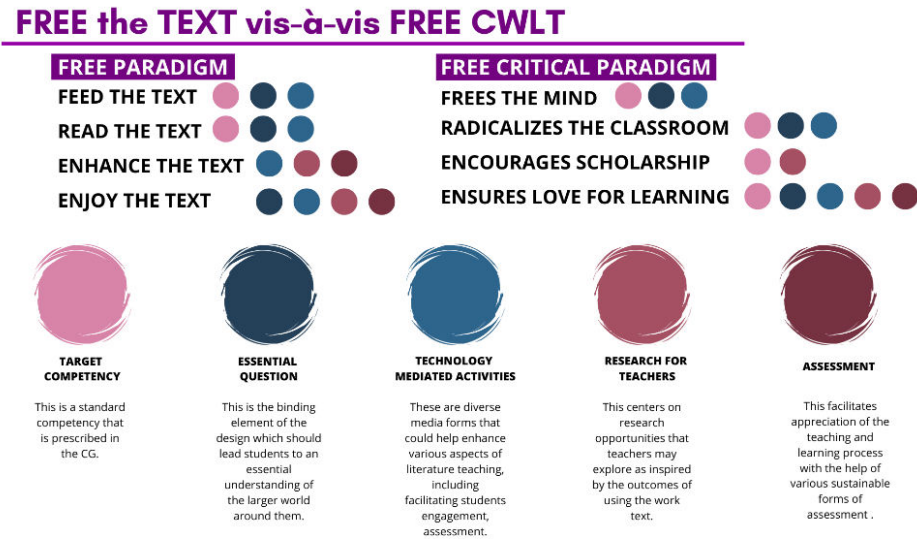 FREE the TEXT vis-à-vis FREE CWLT
FREE PARADIGM
FEED THE TEXT
READ THE TEXT
ENHANCE THE TEXT
ENJOY THE TEXT
FREE CRITICAL PARADIGM
FREES THE MIND
RADICALIZES THE CLASSROOM
ENCOURAGES SCHOLARSHIP
ENSURES LOVE FOR LEARNING
TARGET
COMPETENCY
This is a standard
competency that
is prescribed in
the CG.
ESSENTIAL
QUESTION
This is the binding
element of the
design which should
lead students to an
essential
understanding of
the larger world
around them.
TECHNOLOGY
MEDIATED ACTIVITIES
These are diverse
media forms that
could help enhance
various aspects of
literature teaching,
including
facilitating students
engagement,
assessment.
RESEARCH FOR
TEACHERS
This centers on
research
opportunities that
teachers may
explore as inspired
by the outcomes of
using the work
text.
ASSESSMENT
This facilitates
appreciation of the
teaching and
learning process
with the help of
various sustainable
forms of
assessment .